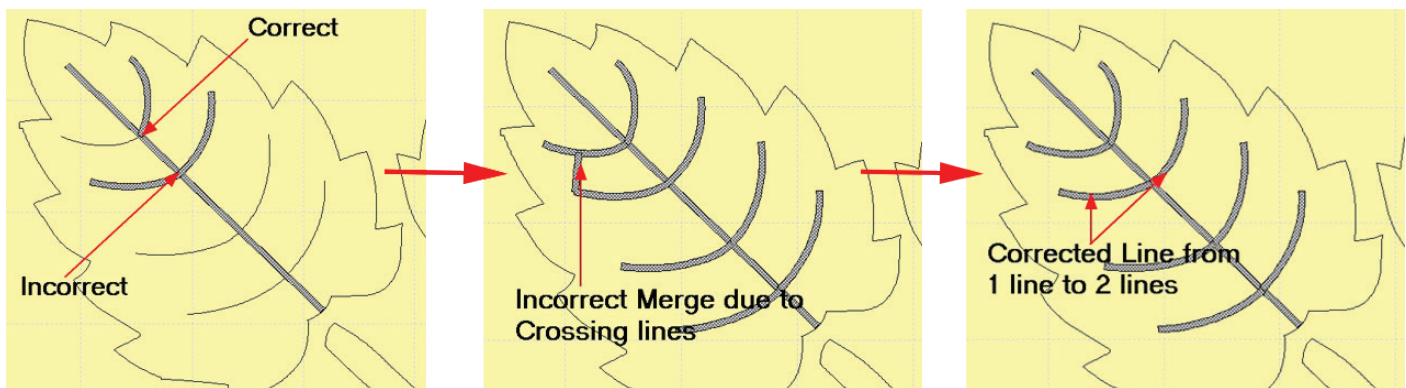 Correct
Incorrect
Incorrect Merge due to
Crossing lines
Corrected Line from
1 line to 2 lines